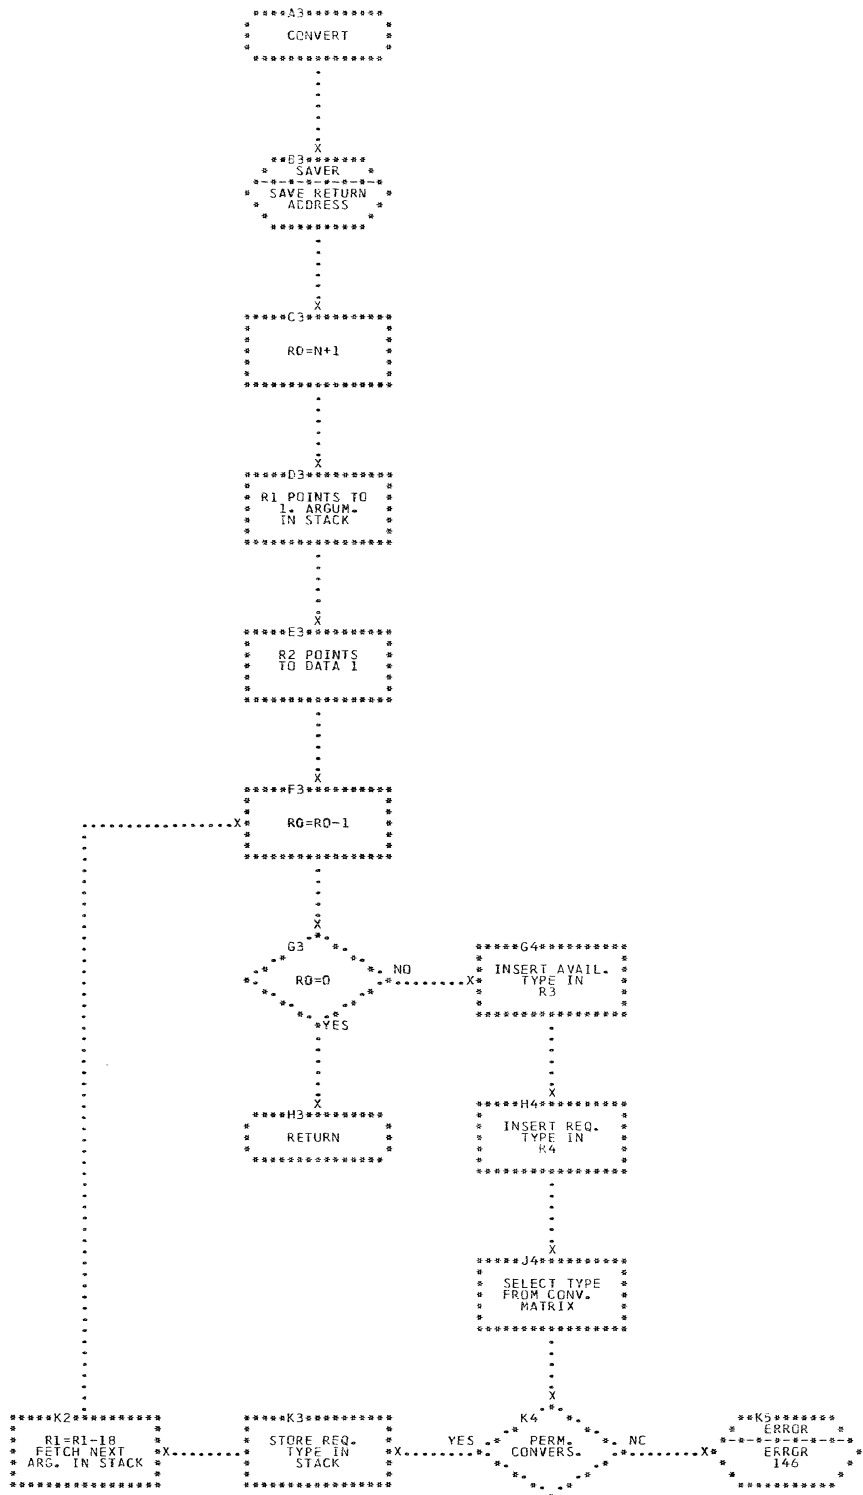 A3
CONVERT
B3
SAVER
SAVE RETURN
ADDRESS
C3
R0=N+1
D3
R1 POINTS TO
1. ARGUM.
IN STACK
E3
R2 POINTS
TO DATA 1
F3
R0=R0-1
G3
R0=0
NO
YES
G4
INSERT AVAIL.
TYPE IN
R3
H3
RETURN
H4
INSERT REQ.
TYPE IN
R4
J4
SELECT TYPE
FROM CONV.
MATRIX
K2
R1=R1-18
FETCH NEXT
ARG. IN STACK
K3
STORE REQ.
TYPE IN
STACK
YES
K4
PERM.
CONVERS.
NO
K5
ERROR
ERROR
146